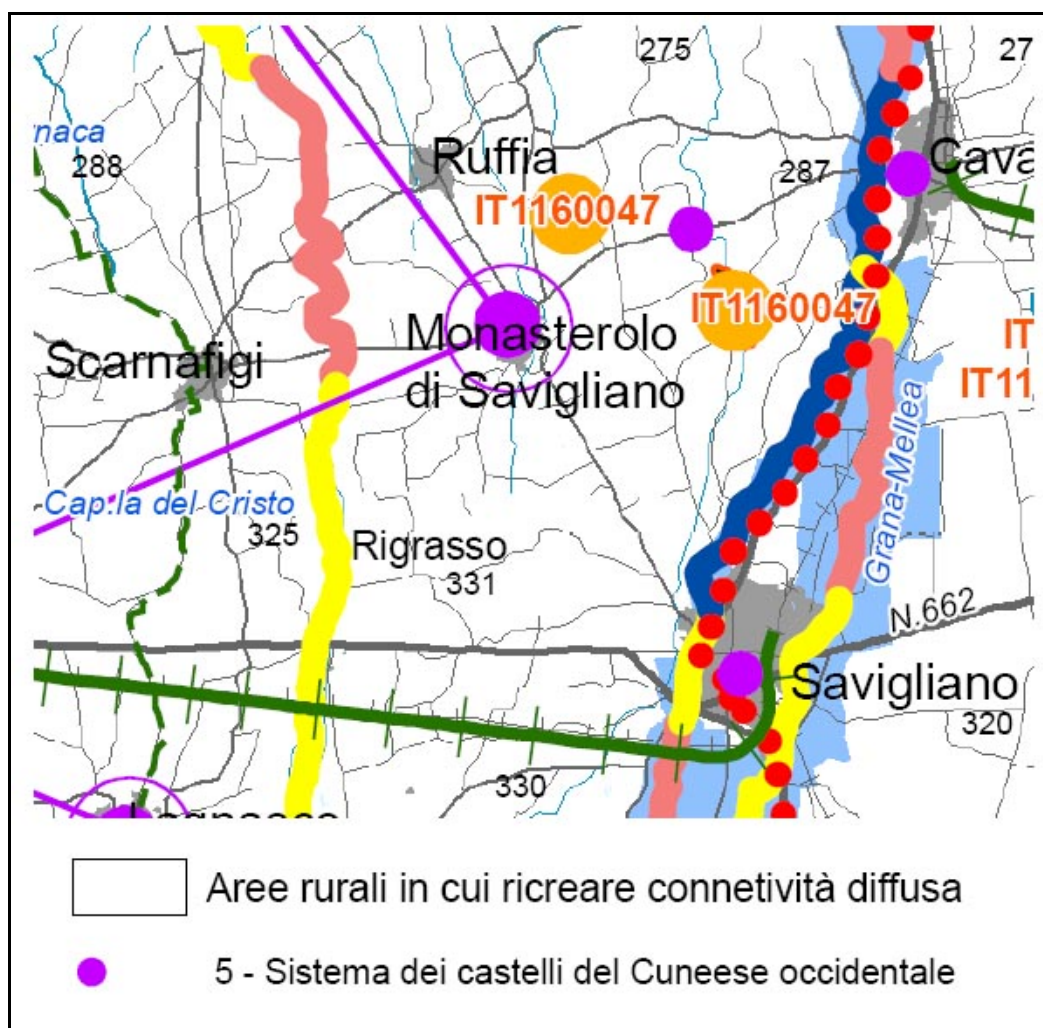 275
27
rnaca
288
Ruffia
287
Cava
IT1160047
IT1160047
Monasterolo
di Savigliano
Scarnafigi
IT
IT11
Cap.la del Cristo
325
Rigrasso
331
Grana-Mellea
N.662
Savigliano
320
330
Aree rurali in cui ricreare connetività diffusa
5 - Sistema dei castelli del Cuneese occidentale